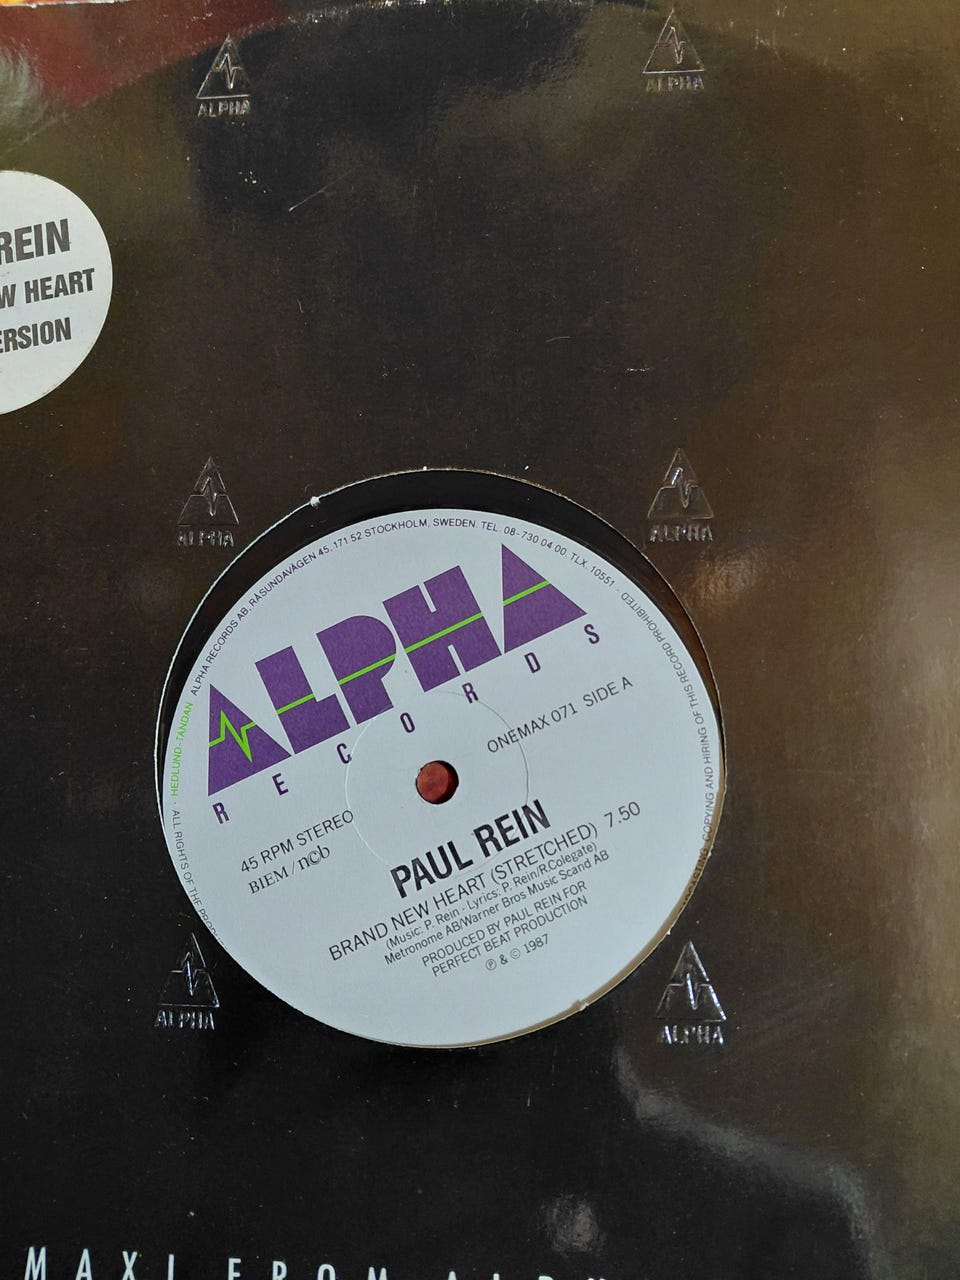 ALPHA
ALPHA
REIN
W HEART
ERSION
ALPHA
ALPHA
HEDLUND-TANDAN · ALPHA RECORDS AB, RÅSUNDAVÄGEN 45, 171 52 STOCKHOLM, SWEDEN. TEL. 08-730 04 00. TLX. 10551 ·
ALPHA
RECORDS
ONEMAX 071 SIDE A
45 RPM STEREO
BIEM / n©b
PAUL REIN
BRAND NEW HEART (STRETCHED) 7.50
(Music: P. Rein - Lyrics: P. Rein/R.Colegate)
Metronome AB/Warner Bros Music Scand AB
PRODUCED BY PAUL REIN FOR
PERFECT BEAT PRODUCTION
Ⓟ & © 1987
· ALL RIGHTS OF THE
COPYING AND HIRING OF THIS RECORD PROHIBITED
ALPHA
ALPHA
MAXI FROM